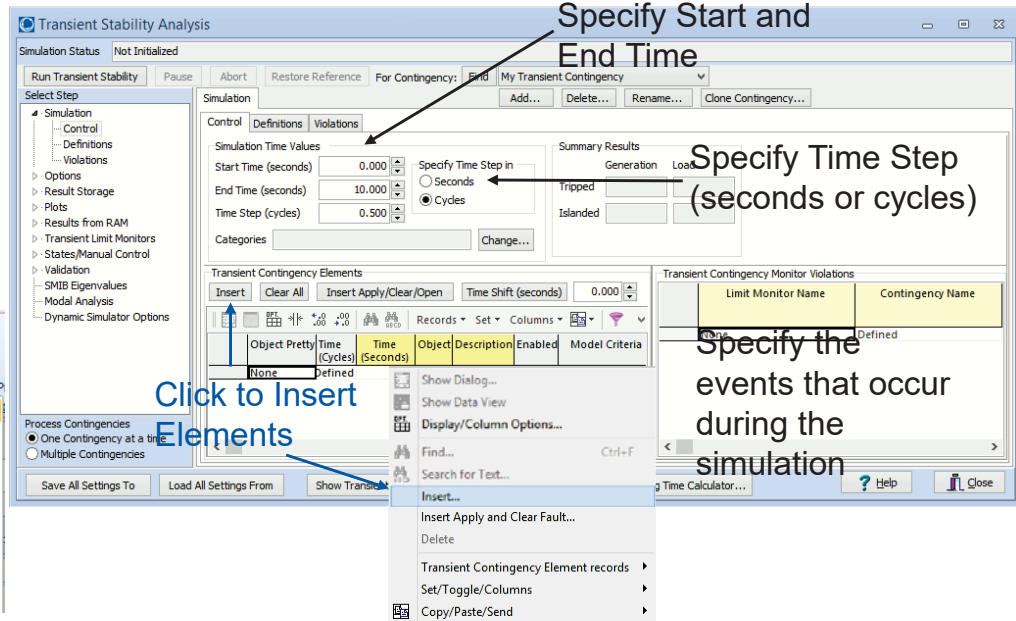 Specify Start and
End Time
Transient Stability Analysis
Simulation Status Not Initialized
Run Transient Stability Pause Abort Restore Reference For Contingency: Find My Transient Contingency
Select Step
Simulation
Control
Definitions
Violations
Options
Result Storage
Plots
Results from RAM
Transient Limit Monitors
States/Manual Control
Validation
SMIB Eigenvalues
Modal Analysis
Dynamic Simulator Options
Process Contingencies
One Contingency at a time
Multiple Contingencies
Simulation
Add... Delete... Rename... Clone Contingency...
Control Definitions Violations
Simulation Time Values
Start Time (seconds) 0.000
End Time (seconds) 10.000
Time Step (cycles) 0.500
Specify Time Step in
Seconds
Cycles
Categories Change...
Summary Results
Generation Load
Tripped
Islanded
Specify Time Step
(seconds or cycles)
Transient Contingency Elements
Insert Clear All Insert Apply/Clear/Open Time Shift (seconds) 0.000
Records Set Columns
Object Pretty Time (Cycles) Time (Seconds) Object Description Enabled Model Criteria
None Defined
Click to Insert
Elements
Transient Contingency Monitor Violations
Limit Monitor Name Contingency Name
None Defined
Specify the
events that occur
during the
simulation
Show Dialog...
Show Data View
Display/Column Options...
Find... Ctrl+F
Search for Text...
Insert...
Insert Apply and Clear Fault...
Delete
Transient Contingency Element records
Set/Toggle/Columns
Copy/Paste/Send
Save All Settings To Load All Settings From Show Transient Time Calculator... Help Close